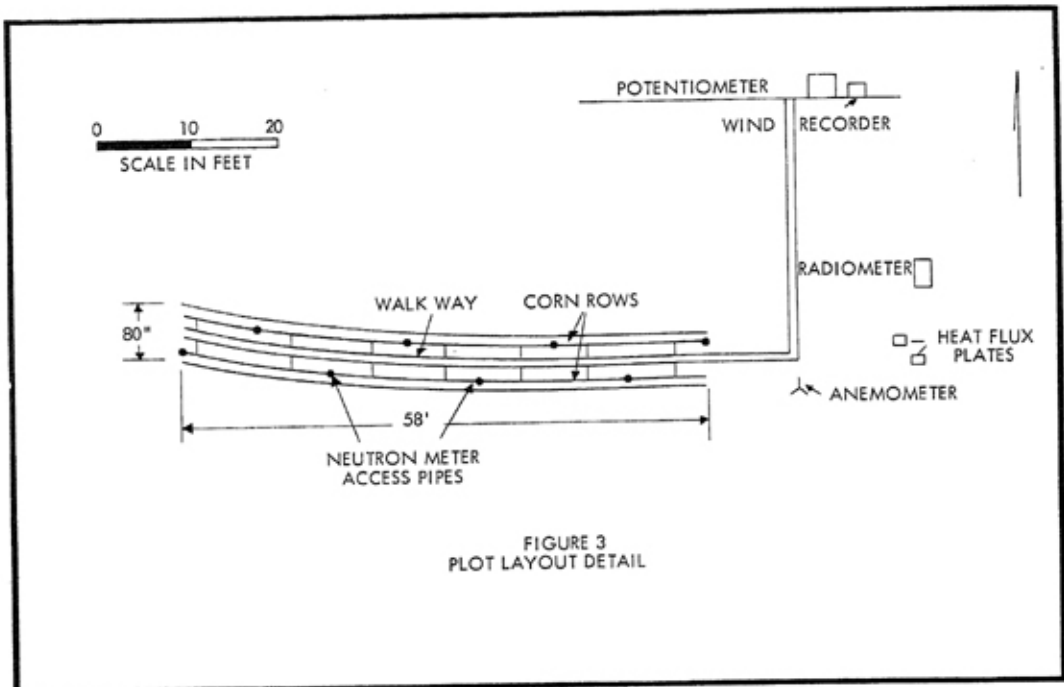 POTENTIOMETER
WIND RECORDER
0 10 20
SCALE IN FEET
RADIOMETER
WALK WAY
CORN ROWS
80"
HEAT FLUX
PLATES
ANEMOMETER
58'
NEUTRON METER
ACCESS PIPES
FIGURE 3
PLOT LAYOUT DETAIL